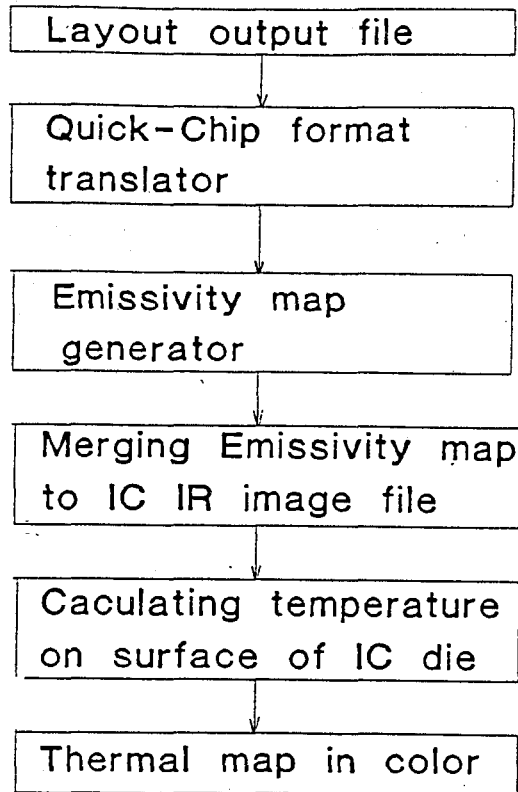 Layout output file
Quick-Chip format
translator
Emissivity map
generator
Merging Emissivity map
to IC IR image file
Caculating temperature
on surface of IC die
Thermal map in color